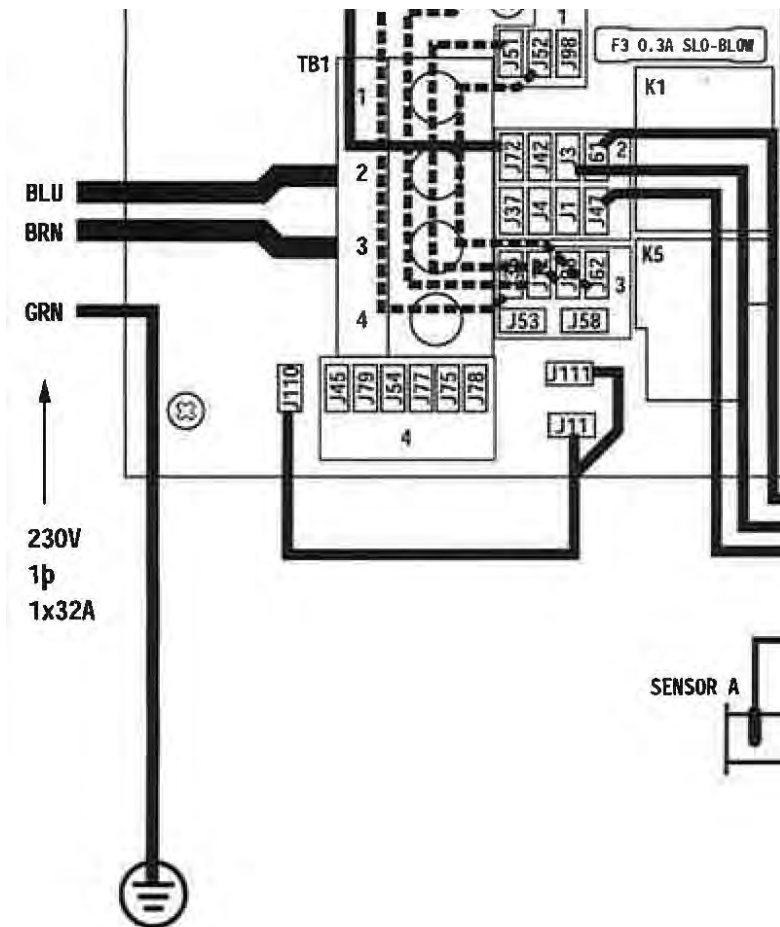 1
J51 J52 J98
F3 0.3A SLO-BLOW
TB1
K1
1
J72 J42 J3 J61 2
2
BLU
J37 J4 J1 J47
BRN
3
K5
J62 3
GRN
4
J53 J58
J110
J45 J79 J54 J77 J75 J78
J111
4
J11
230V
1p
1x32A
SENSOR A